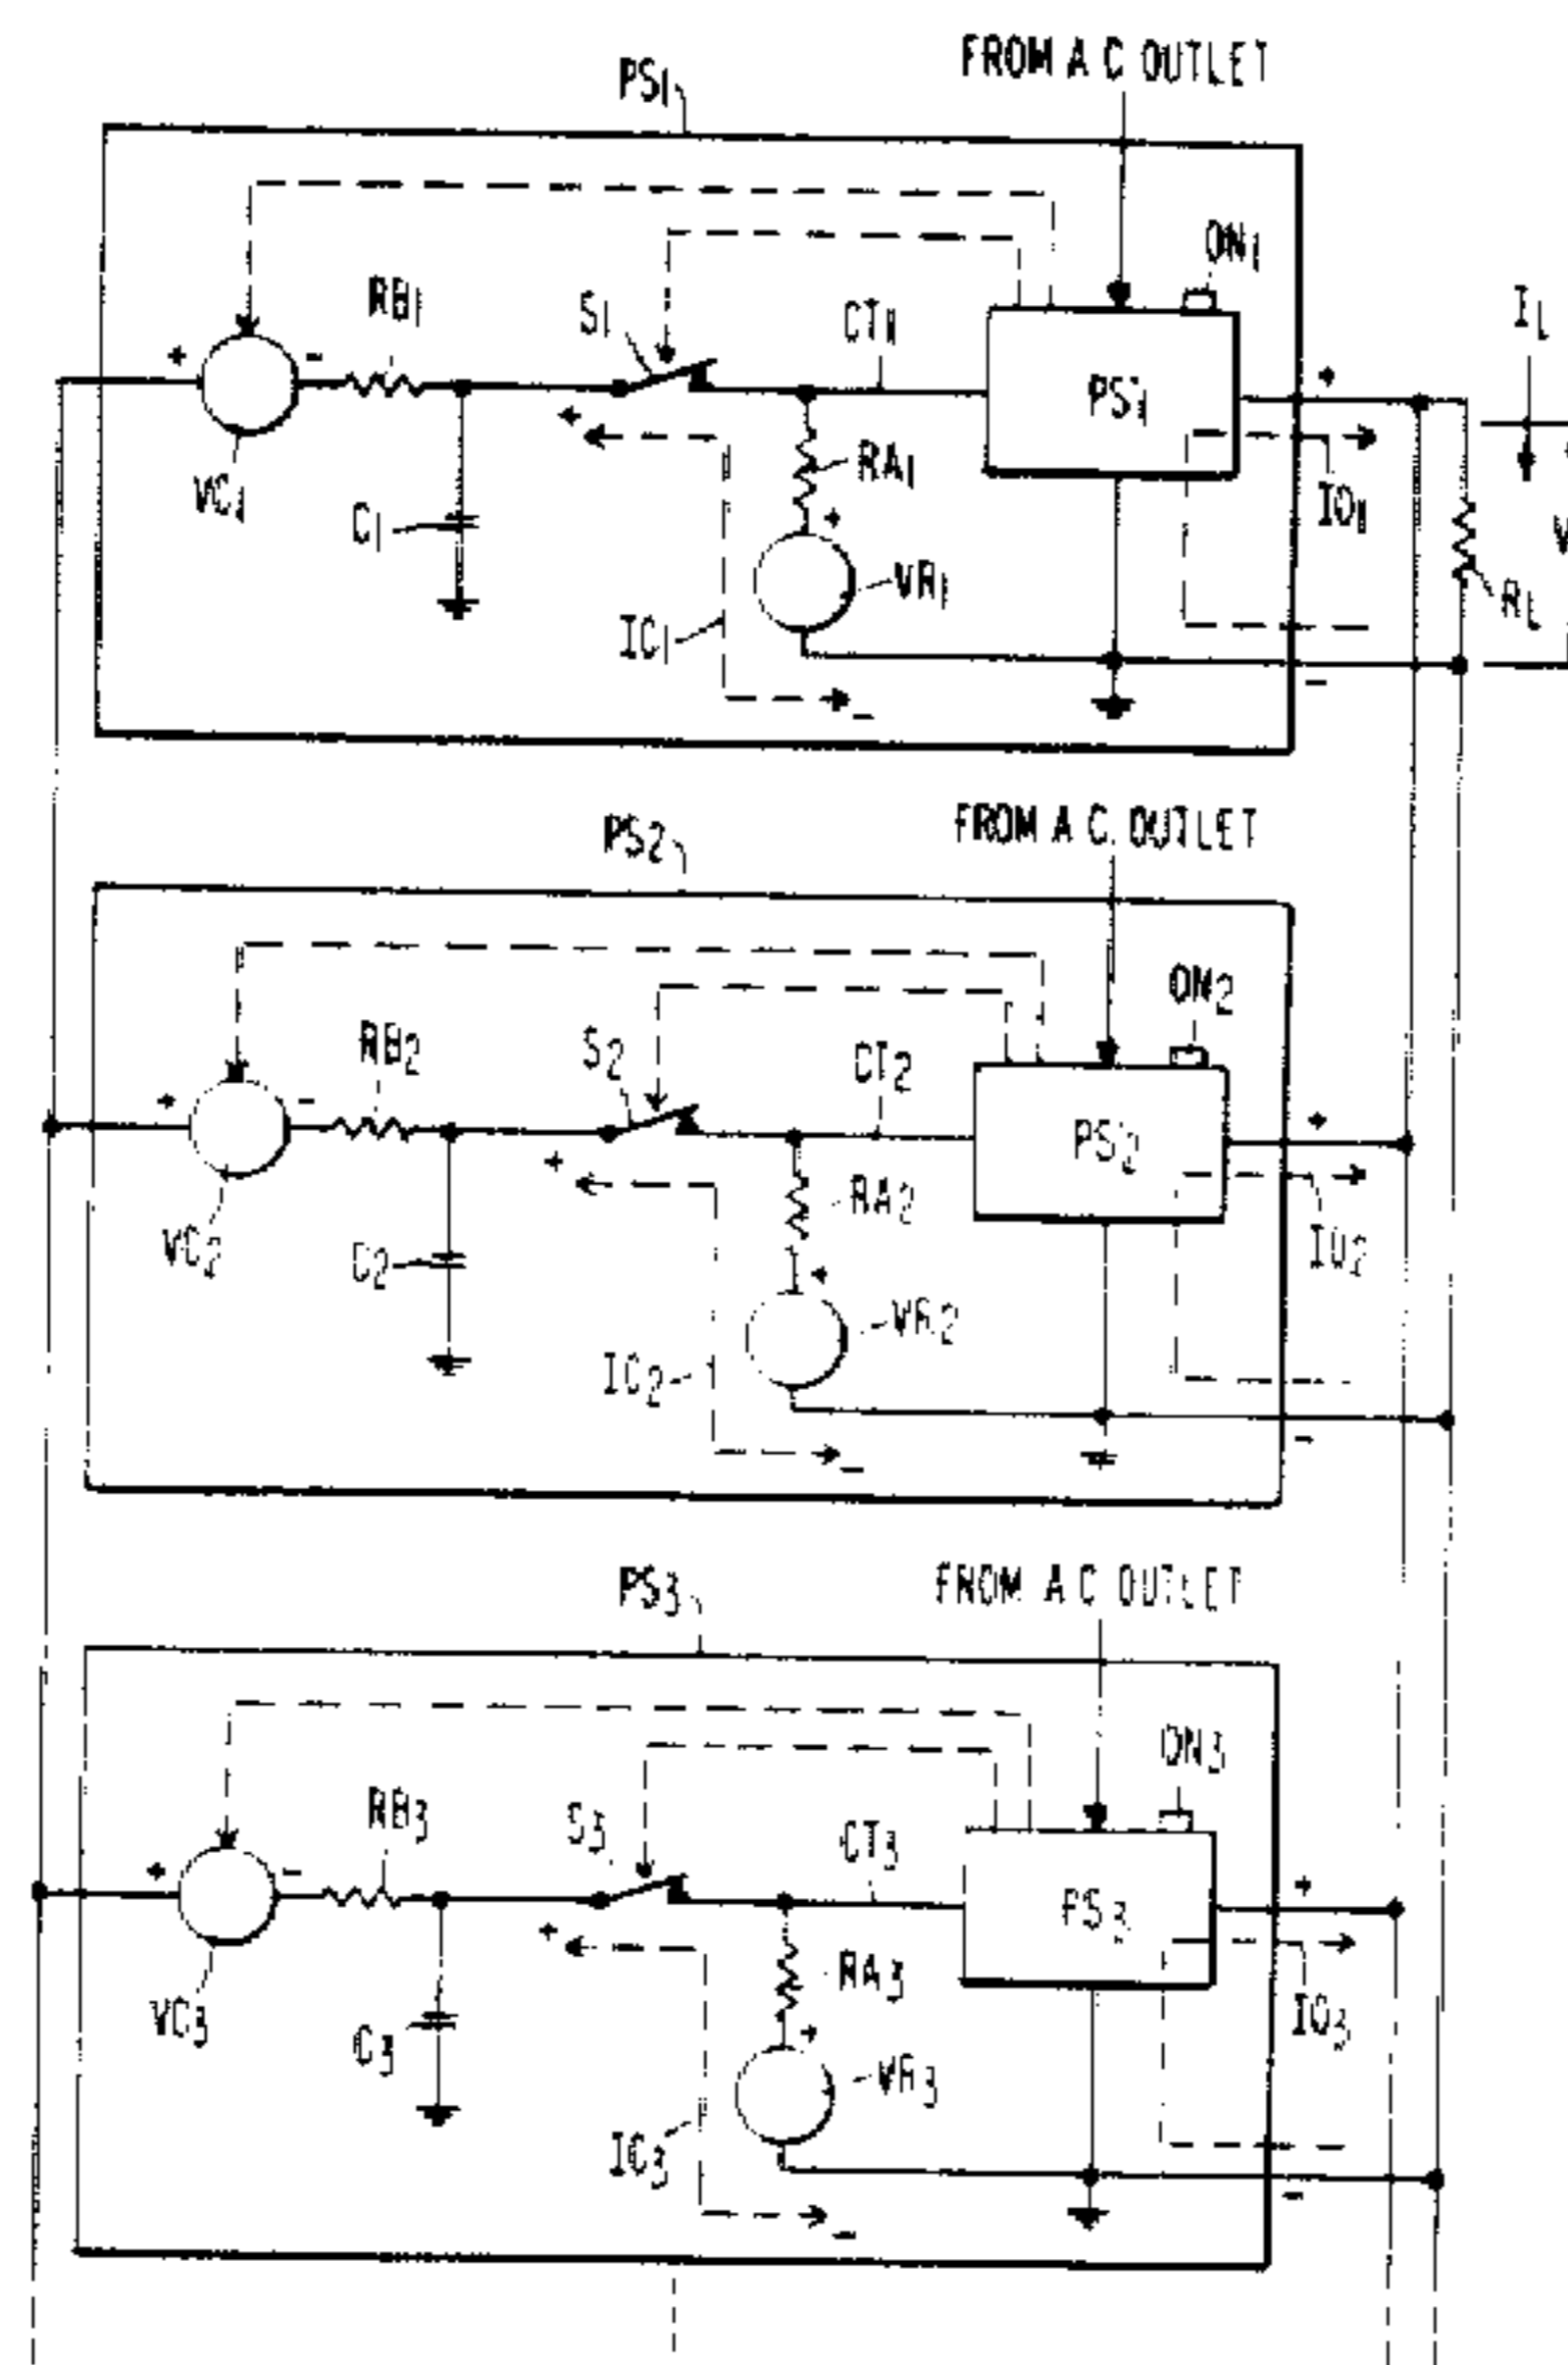 PS1
FROM A C OUTLET
ON1
RB1
S1
CT1
IL
PS1
VC1
C1
RA1
IO1
VR1
IC1
RL
PS2
FROM A C. OUTLET
ON2
RB2
S2
CT2
PS2
RA2
VC2
C2
IO2
VR2
IC2
PS3
FROM A C OUTLET
ON3
RB3
S3
CT3
PS3
RA3
VC3
C3
IO3
VR3
IC3